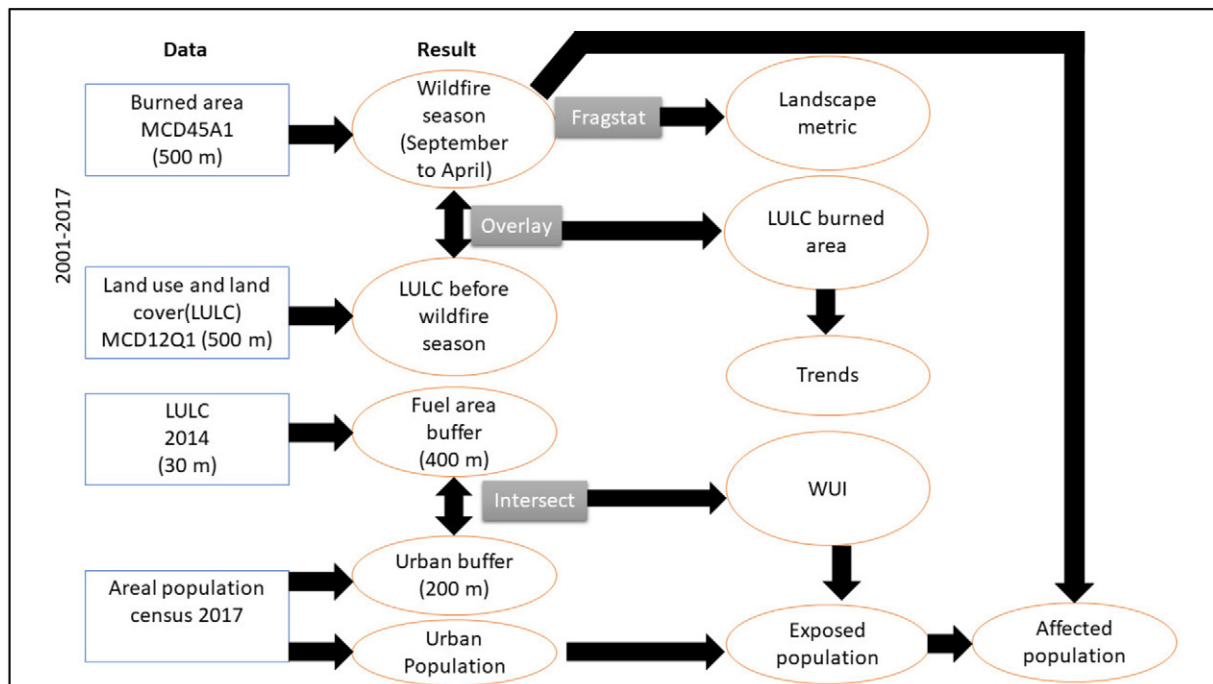 Data
Result
2001-2017
Burned area
MCD45A1
(500 m)
Wildfire
season
(September
to April)
Fragstat
Landscape
metric
Overlay
LULC burned
area
Land use and land
cover(LULC)
MCD12Q1 (500 m)
LULC before
wildfire
season
Trends
LULC
2014
(30 m)
Fuel area
buffer
(400 m)
Intersect
WUI
Areal population
census 2017
Urban buffer
(200 m)
Urban
Population
Exposed
population
Affected
population